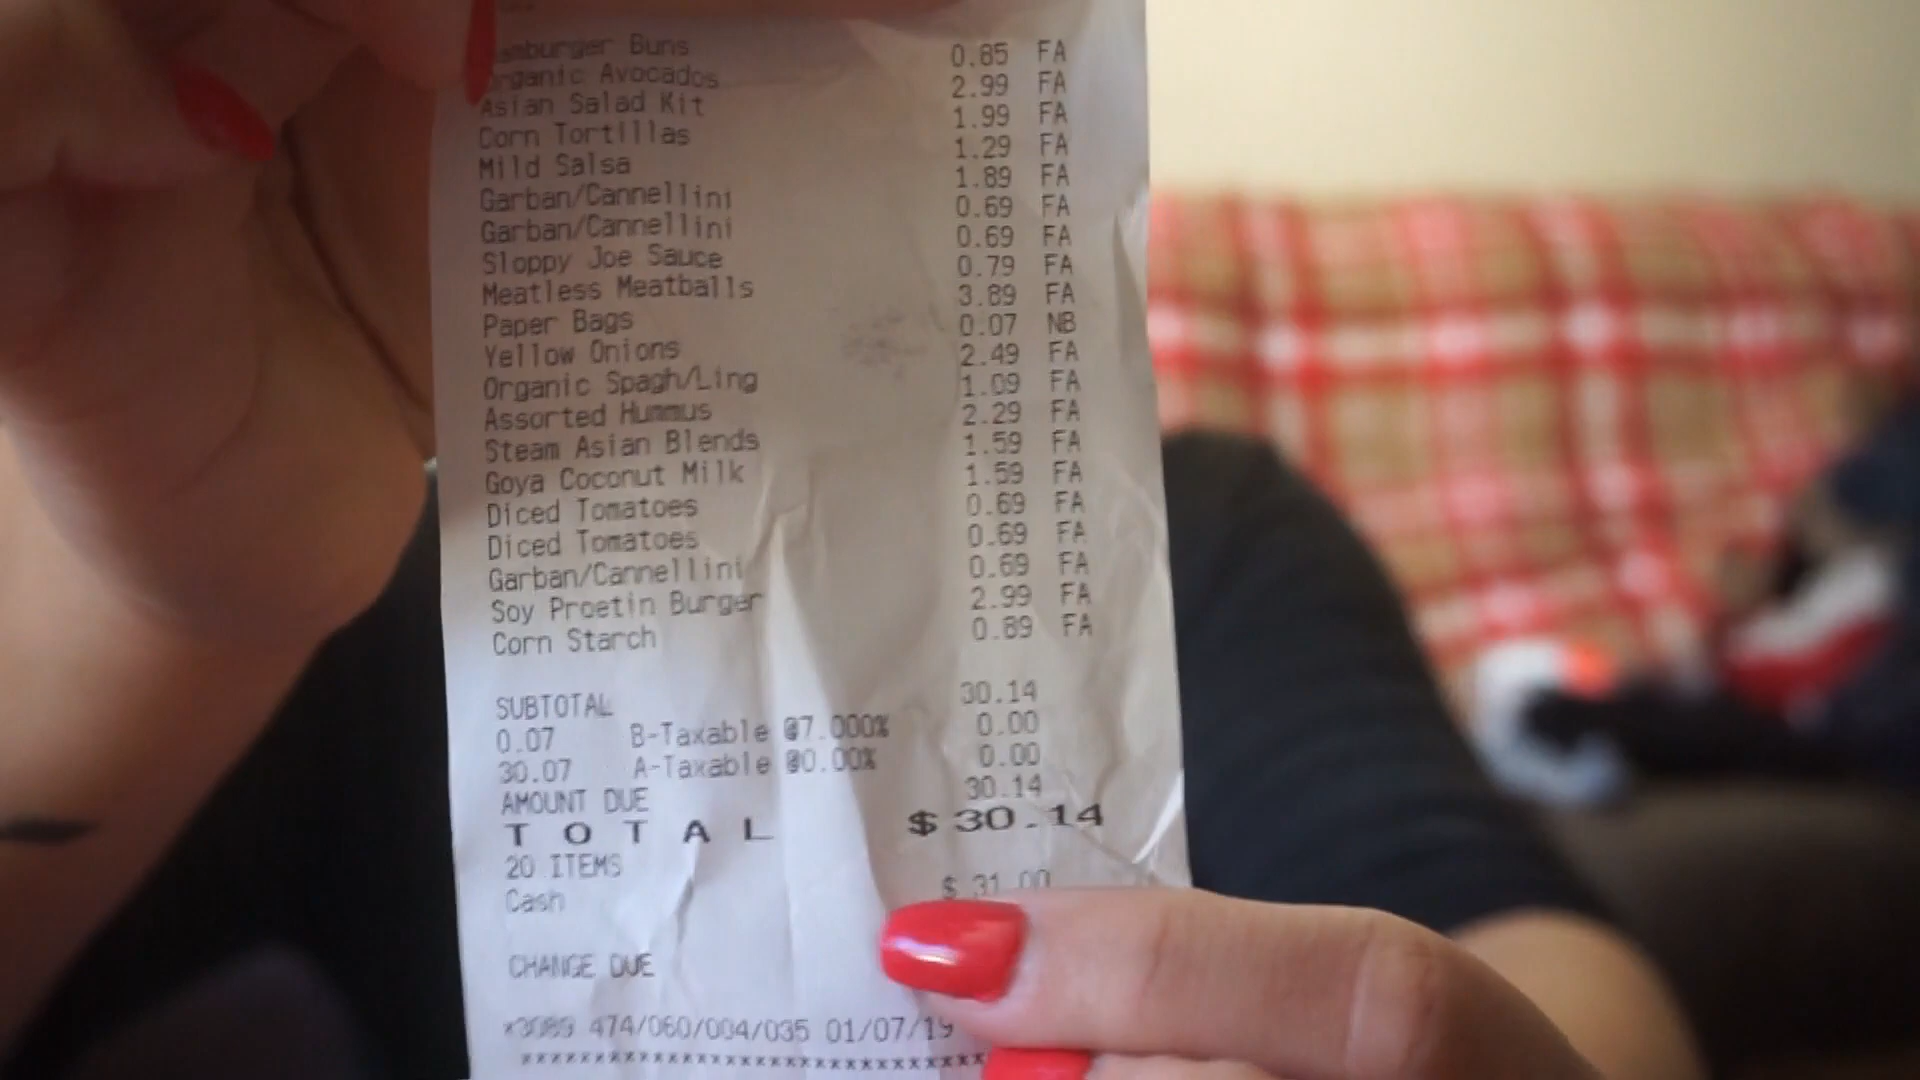 Hamburger Buns 0.85 FA
Organic Avocados 2.99 FA
Asian Salad Kit 1.99 FA
Corn Tortillas 1.29 FA
Mild Salsa 1.89 FA
Garban/Cannellini 0.69 FA
Garban/Cannellini 0.69 FA
Sloppy Joe Sauce 0.79 FA
Meatless Meatballs 3.89 FA
Paper Bags 0.07 NB
Yellow Onions 2.49 FA
Organic Spagh/Ling 1.09 FA
Assorted Hummus 2.29 FA
Steam Asian Blends 1.59 FA
Goya Coconut Milk 1.59 FA
Diced Tomatoes 0.69 FA
Diced Tomatoes 0.69 FA
Garban/Cannellini 0.69 FA
Soy Proetin Burger 2.99 FA
Corn Starch 0.89 FA
SUBTOTAL 30.14
0.07 B-Taxable @7.000% 0.00
30.07 A-Taxable @0.00% 0.00
AMOUNT DUE 30.14
TOTAL $30.14
20 ITEMS
Cash $ 31.00
CHANGE DUE
*3089 474/060/004/035 01/07/19